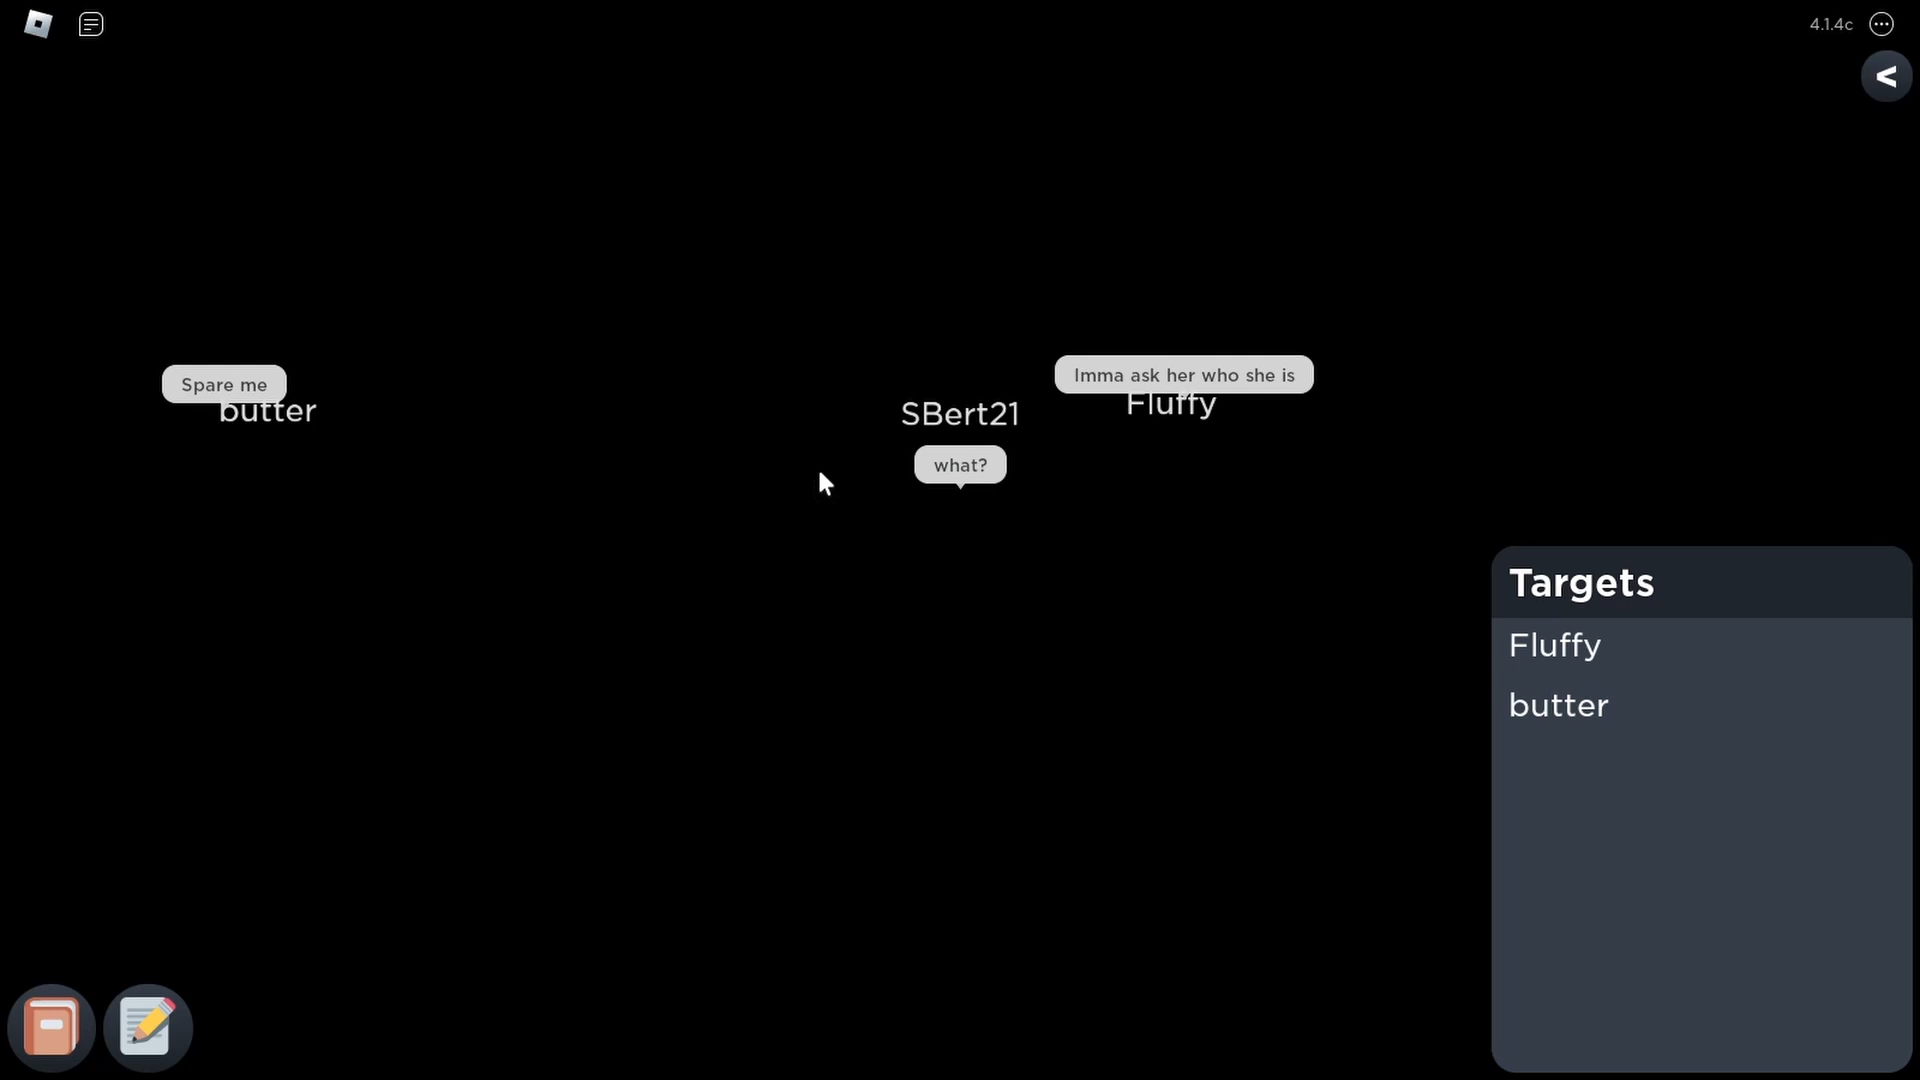 4.1.4c
Spare me
butter
Imma ask her who she is
Fluffy
SBert21
what?
Targets
Fluffy
butter